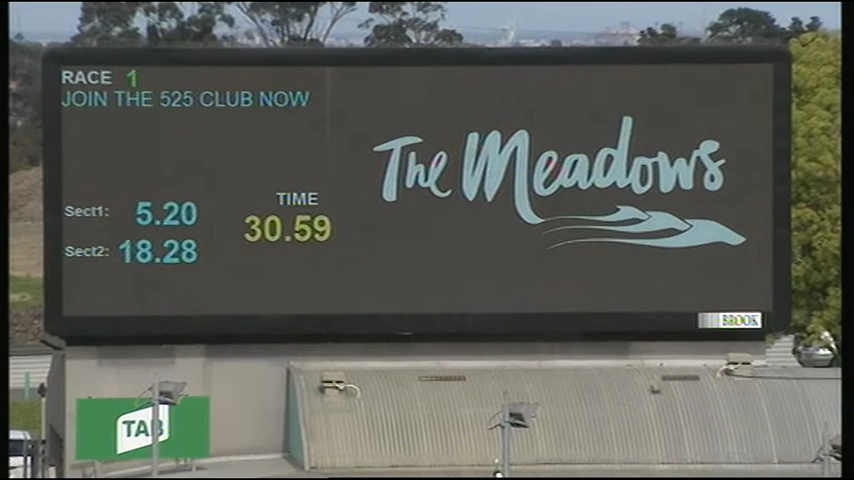 RACE 1
JOIN THE 525 CLUB NOW
The Meadows
TIME
Sect1: 5.20
30.59
Sect2: 18.28
BROOK
TAB